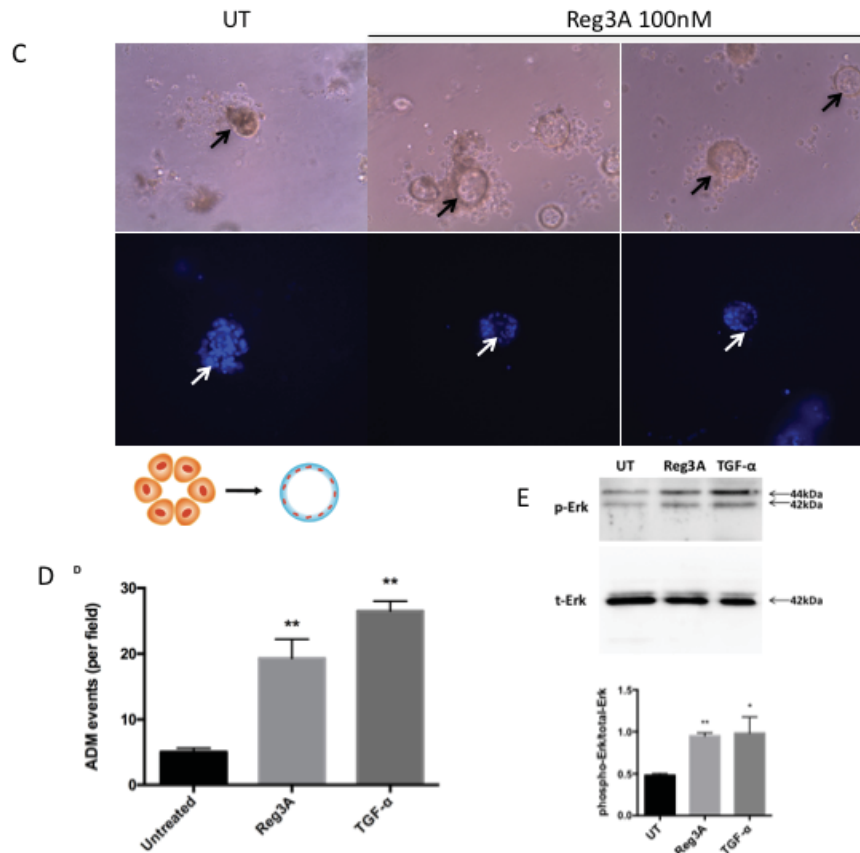 UT
Reg3A 100nM
C
E
UT Reg3A TGF-α
p-Erk
44kDa
42kDa
t-Erk
42kDa
D
D
ADM events (per field)
30
20
10
0
**
**
Untreated
Reg3A
TGF-α
phospho-Erk/total-Erk
1.5
1.0
0.5
0.0
**
*
UT
Reg3A
TGF-α